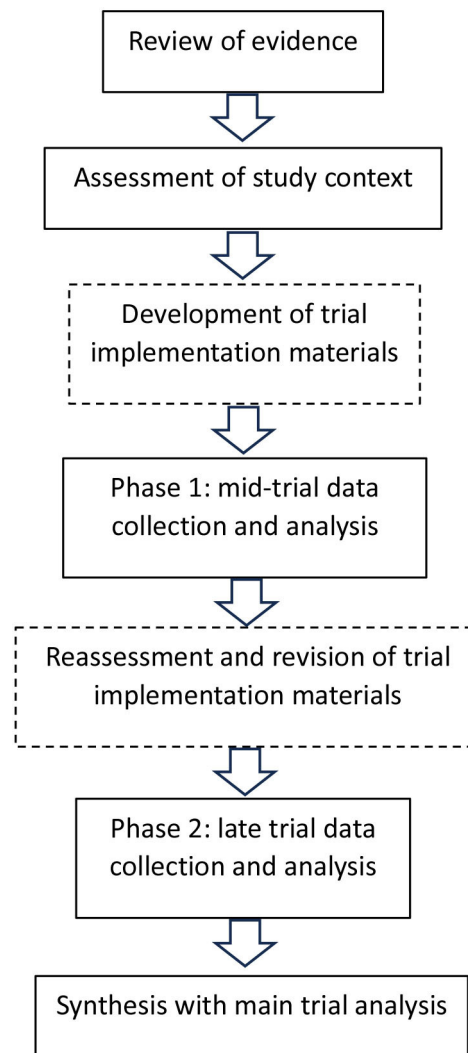 Review of evidence
Assessment of study context
Development of trial
implementation materials
Phase 1: mid-trial data
collection and analysis
Reassessment and revision of trial
implementation materials
Phase 2: late trial data
collection and analysis
Synthesis with main trial analysis